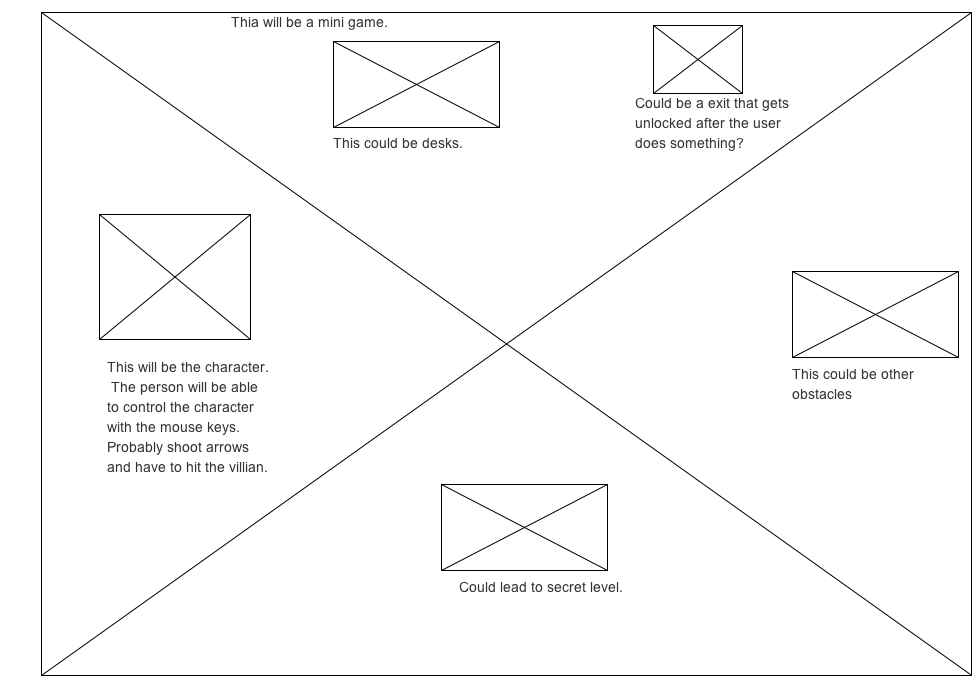 Thia will be a mini game.
This could be desks.
Could be a exit that gets
unlocked after the user
does something?
This will be the character.
The person will be able
to control the character
with the mouse keys.
Probably shoot arrows
and have to hit the villian.
This could be other
obstacles
Could lead to secret level.